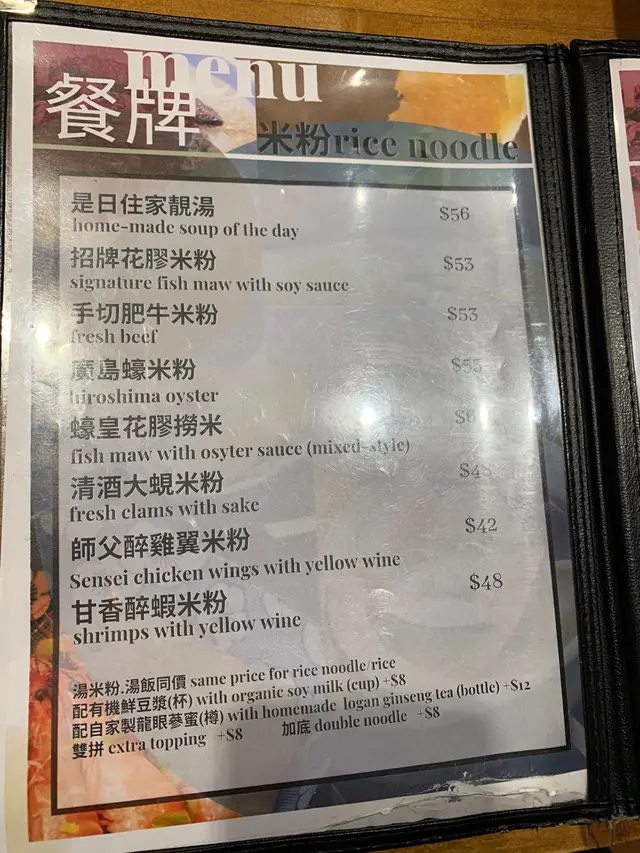 menu
餐牌
米粉rice noodle
是日住家靚湯 $56
home-made soup of the day
招牌花膠米粉 $53
signature fish maw with soy sauce
手切肥牛米粉 $53
fresh beef
廣島蠔米粉
hiroshima oyster
蠔皇花膠撈米
fish maw with osyter sauce (mixed-style)
清酒大蜆米粉
fresh clams with sake
師父醉雞翼米粉 $42
Sensei chicken wings with yellow wine
甘香醉蝦米粉 $48
shrimps with yellow wine
湯米粉.湯飯同價 same price for rice noodle/rice
配有機鮮豆漿(杯) with organic soy milk (cup) +$8
配自家製龍眼蔘蜜(樽) with homemade logan ginseng tea (bottle) +$12
雙拼 extra topping +$8 加底 double noodle +$8